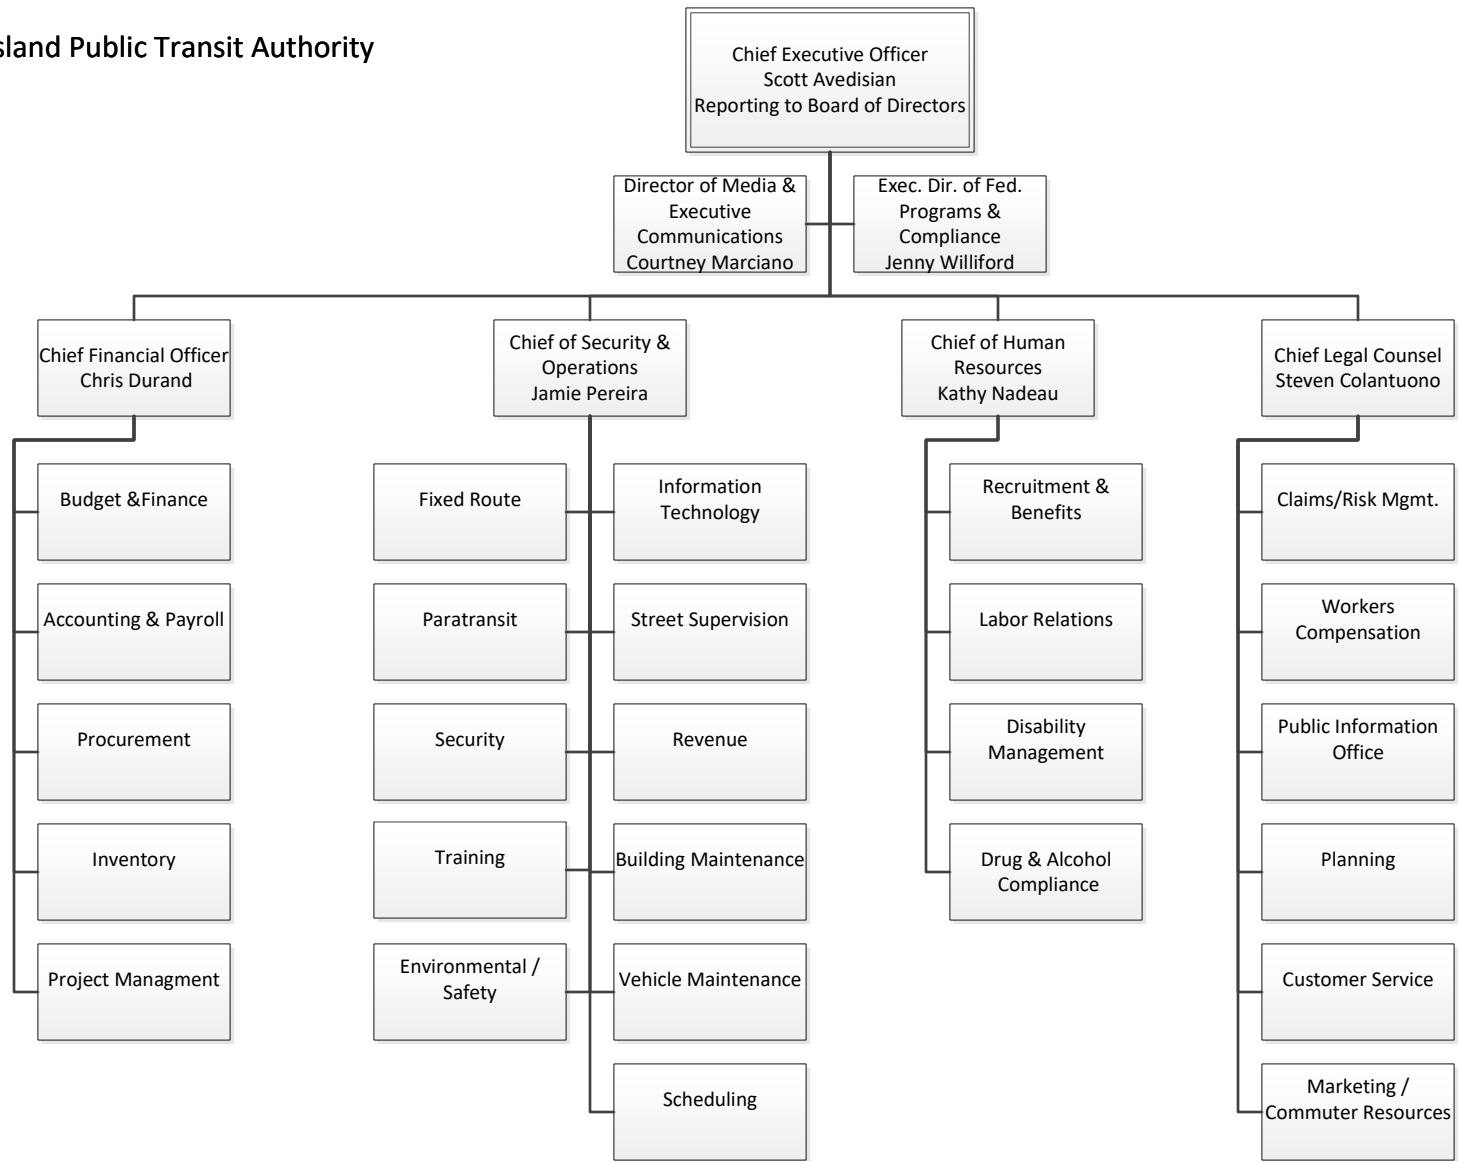 Public Transit Authority
Chief Executive Officer
Scott Avedisian
Reporting to Board of Directors
Director of Media &
Executive
Communications
Courtney Marciano
Exec. Dir. of Fed.
Programs &
Compliance
Jenny Williford
Chief Financial Officer
Chris Durand
Chief of Security &
Operations
Jamie Pereira
Chief of Human
Resources
Kathy Nadeau
Chief Legal Counsel
Steven Colantuono
Budget &Finance
Accounting & Payroll
Procurement
Inventory
Project Managment
Fixed Route
Paratransit
Security
Training
Environmental /
Safety
Information
Technology
Street Supervision
Revenue
Building Maintenance
Vehicle Maintenance
Scheduling
Recruitment &
Benefits
Labor Relations
Disability
Management
Drug & Alcohol
Compliance
Claims/Risk Mgmt.
Workers
Compensation
Public Information
Office
Planning
Customer Service
Marketing /
Commuter Resources